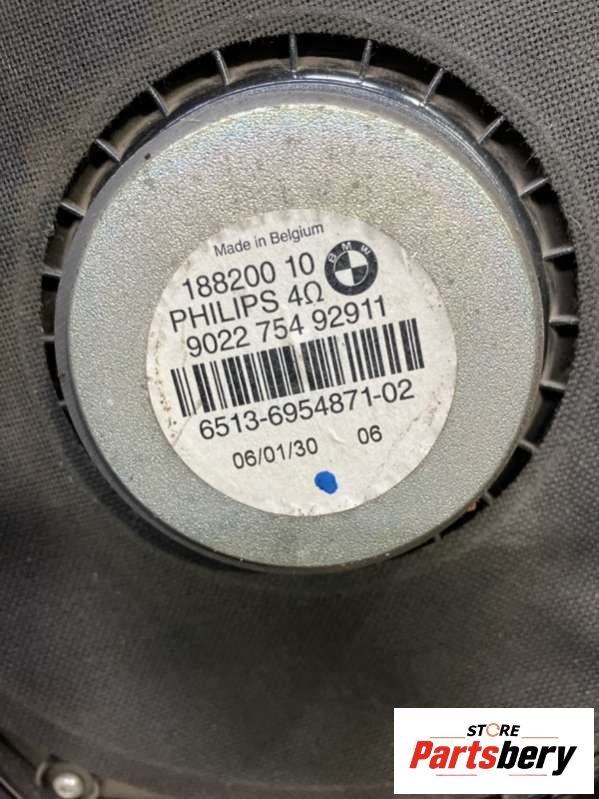 Made in Belgium
188200 10
BMW
PHILIPS 4Ω
9022 754 92911
6513-6954871-02
06/01/30 06
STORE
Partsbery